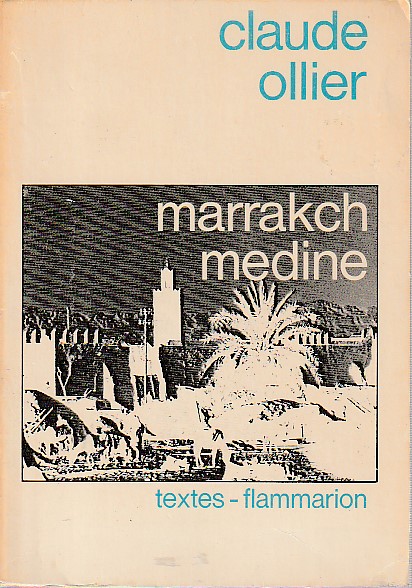 claude
ollier
marrakch
medine
textes - flammarion